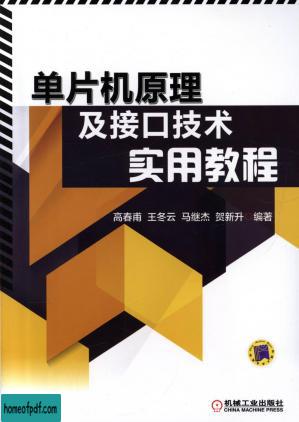 单片机原理
及接口技术
实用教程
高春甫 王冬云 马继杰 贺新升 编著
机械工业出版社
CHINA MACHINE PRESS
homeofpdf.com